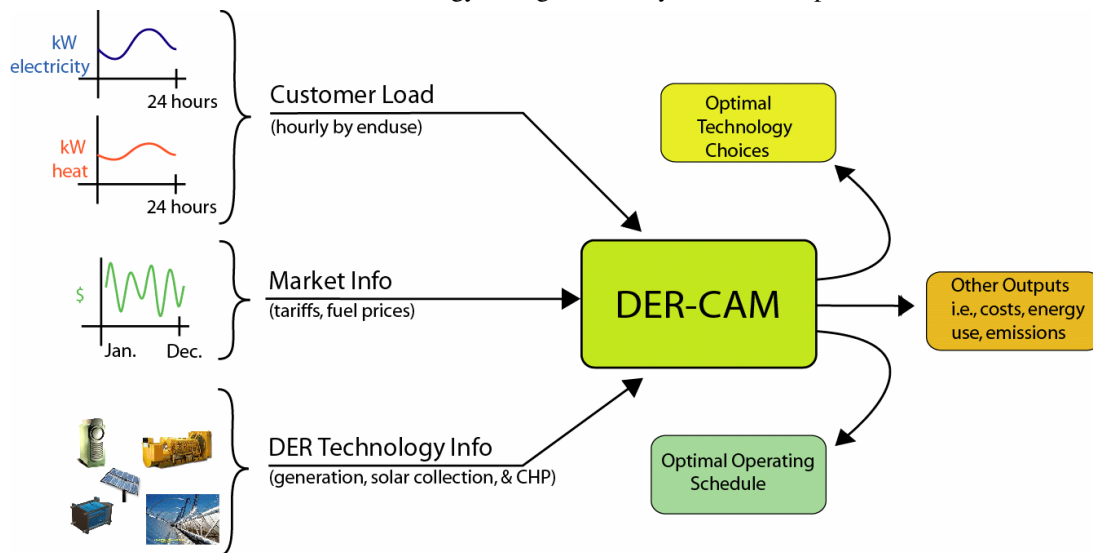 kW
electricity
24 hours
kW
heat
24 hours
$
Jan. Dec.
Customer Load
(hourly by enduse)
Market Info
(tariffs, fuel prices)
DER Technology Info
(generation, solar collection, & CHP)
DER-CAM
Optimal
Technology
Choices
Other Outputs
i.e., costs, energy
use, emissions
Optimal Operating
Schedule